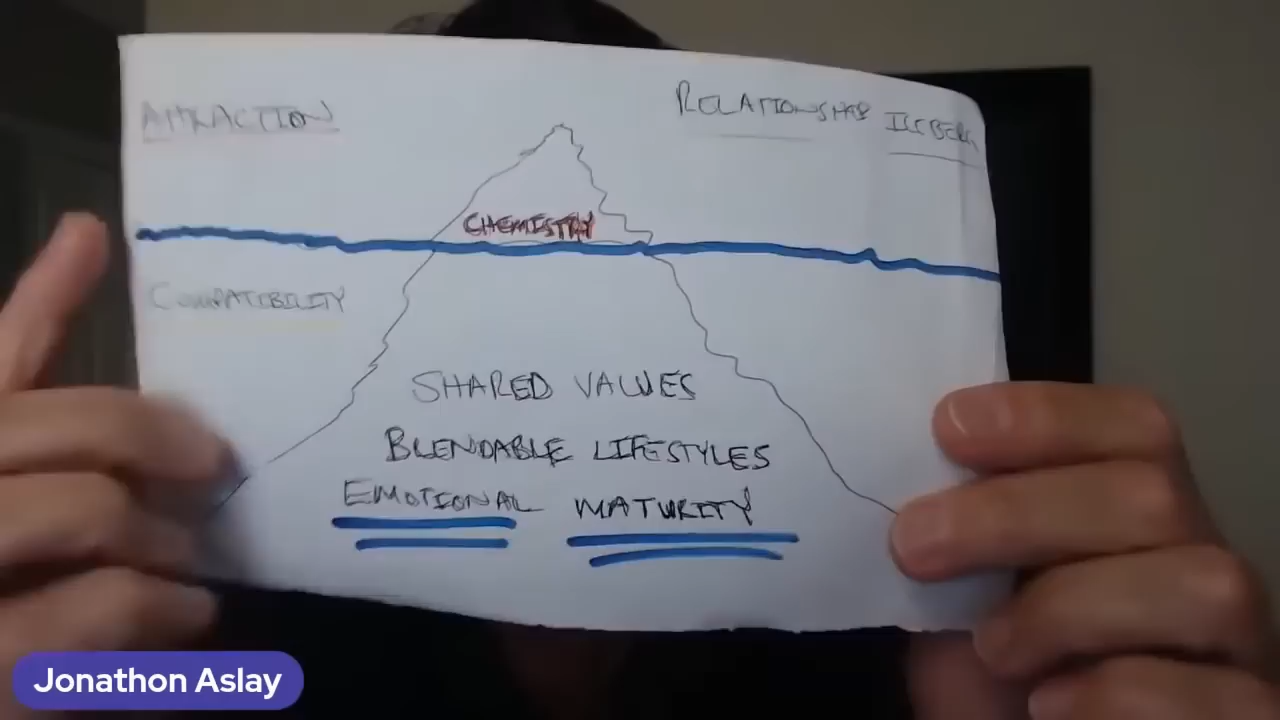 ATTRACTION
RELATIONSHIP ICEBERG
CHEMISTRY
COMPATIBILITY
SHARED VALUES
BLENDABLE LIFESTYLES
EMOTIONAL MATURITY
Jonathon Aslay